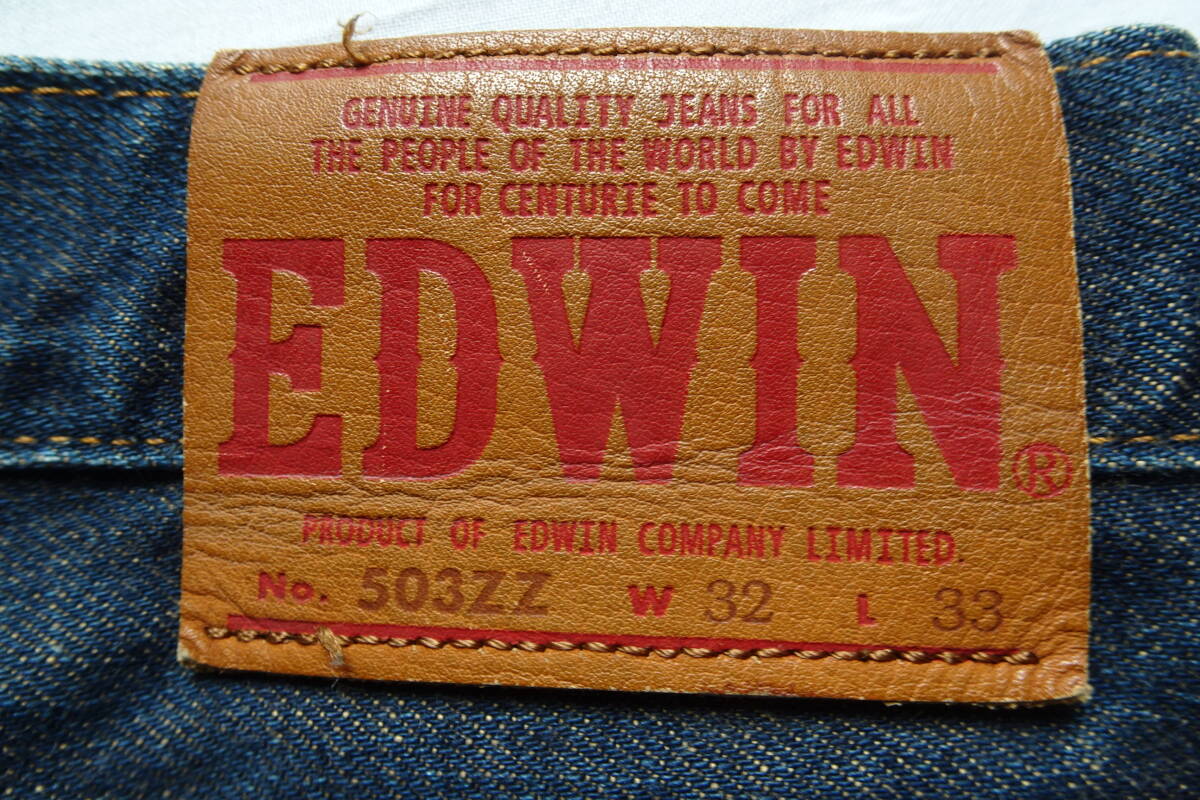 GENUINE QUALITY JEANS FOR ALL
THE PEOPLE OF THE WORLD BY EDWIN
FOR CENTURIE TO COME
EDWIN®
PRODUCT OF EDWIN COMPANY LIMITED.
No. 503ZZ W 32 L 33